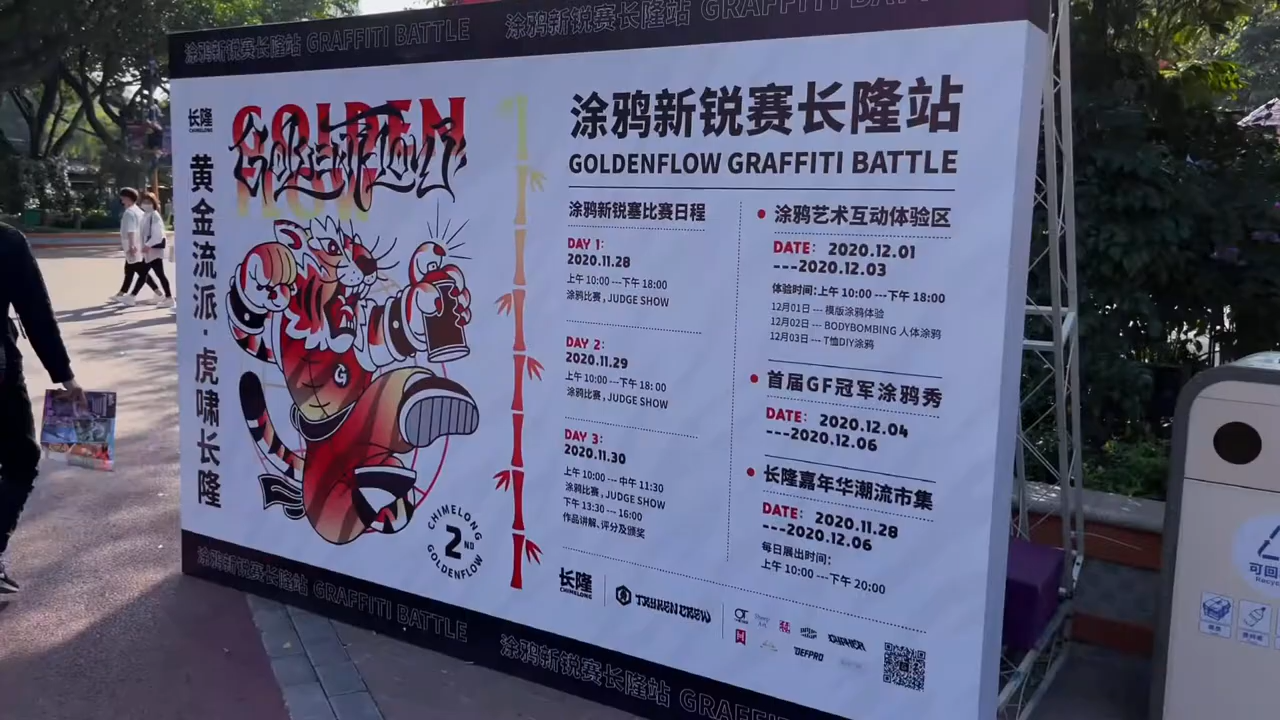 涂鸦新锐赛长隆站 GRAFFITI BATTLE
涂鸦新锐赛长隆站 GRAFFITI BATTLE
长隆
CHIMELONG
黄金流派·虎啸长隆
GOLDEN
FLOW
GOLDENFLOW
G
CHIMELONG
2ND
GOLDENFLOW
涂鸦新锐赛长隆站
GOLDENFLOW GRAFFITI BATTLE
涂鸦新锐塞比赛日程
DAY 1:
2020.11.28
上午 10:00 ---下午 18:00
涂鸦比赛 , JUDGE SHOW
DAY 2:
2020.11.29
上午 10:00 ---下午 18: 00
涂鸦比赛 , JUDGE SHOW
DAY 3:
2020.11.30
上午 10:00 --- 中午 11:30
涂鸦比赛 , JUDGE SHOW
下午 13:30 --- 16:00
作品讲解、评分及颁奖
涂鸦艺术互动体验区
DATE: 2020.12.01
---2020.12.03
体验时间: 上午 10:00 ---下午 18:00
12月01日 --- 模版涂鸦体验
12月02日 --- BODYBOMBING 人体涂鸦
12月03日 --- T恤DIY涂鸦
首届GF冠军涂鸦秀
DATE: 2020.12.04
---2020.12.06
长隆嘉年华潮流市集
DATE: 2020.11.28
---2020.12.06
每日展出时间:
上午 10:00 ---下午 20:00
长隆
CHIMELONG
TRYKEN CREW
DEFPRO
涂鸦新锐赛长隆站 GRAFFITI BATTLE
涂鸦新锐赛长隆站 GRAFFITI
可回
Recyc